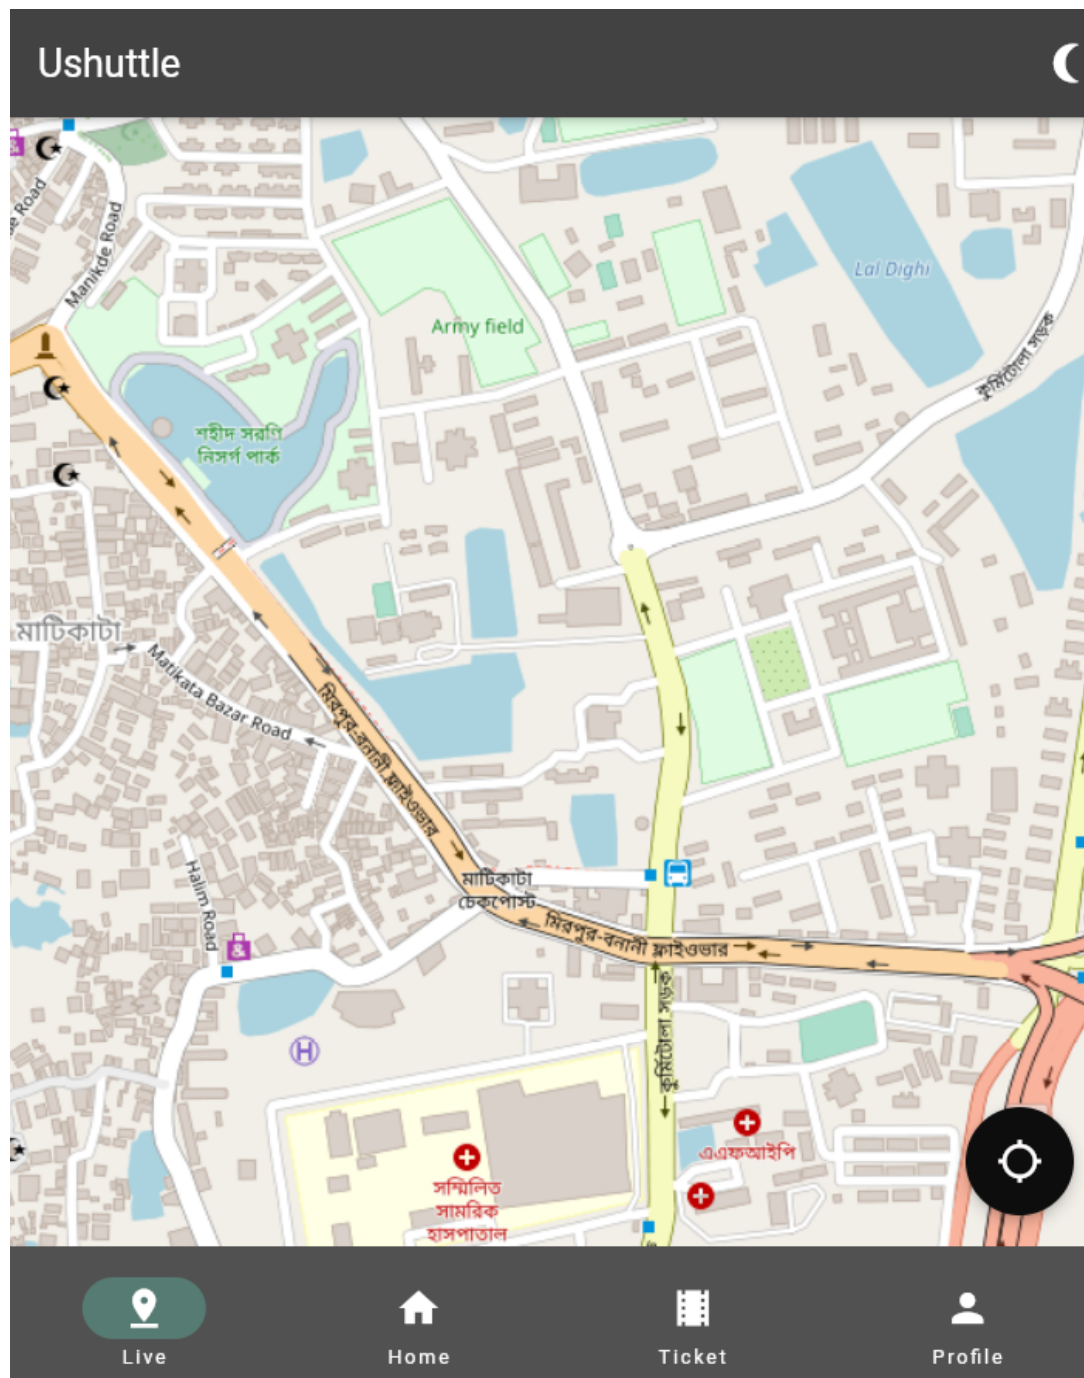 Ushuttle
Manikde Road
de Road
Lal Dighi
Army field
কুর্মিটোলা সড়ক
শহীদ সরণি
নিসর্গ পার্ক
মাটিকাটা
Matikata Bazar Road
মিরপুর-বনানী ফ্লাইওভার
Halim Road
মাটিকাটা
চেকপোস্ট
মিরপুর-বনানী ফ্লাইওভার
কুর্মিটোলা সড়ক
H
এএফআইপি
সম্মিলিত
সামরিক
হাসপাতাল
Live
Home
Ticket
Profile